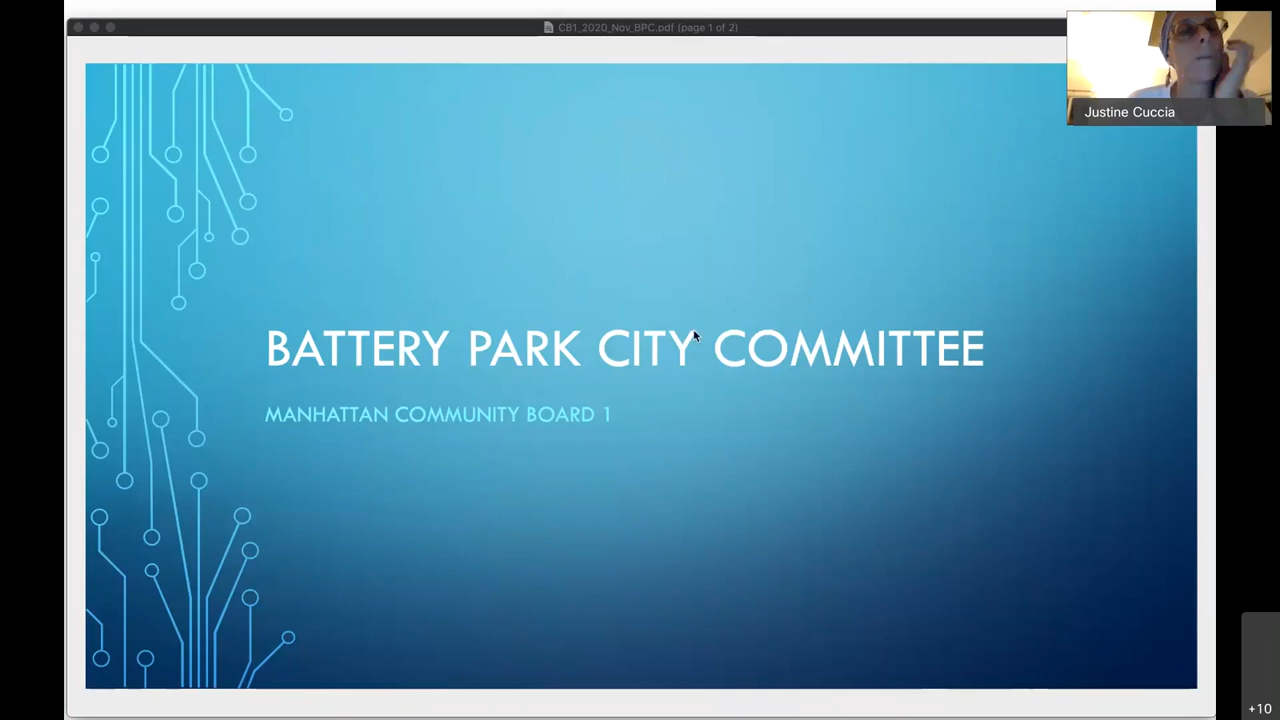 CB1_2020_Nov_BPC.pdf (page 1 of 2)
Justine Cuccia
BATTERY PARK CITY COMMITTEE
MANHATTAN COMMUNITY BOARD 1
+10